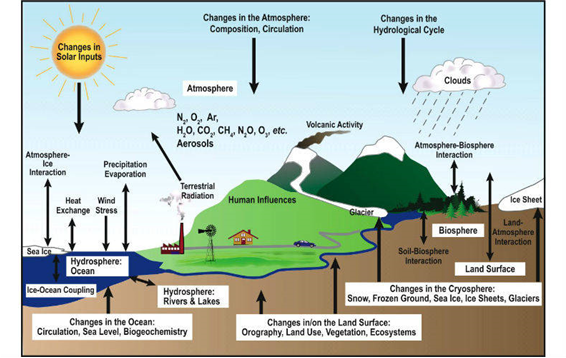 Changes in the Atmosphere:
Composition, Circulation
Changes in the
Hydrological Cycle
Changes in
Solar Inputs
Clouds
Atmosphere
N2, O2, Ar,
H2O, CO2, CH4, N2O, O3, etc.
Aerosols
Volcanic Activity
Atmosphere-
Ice
Interaction
Precipitation
Evaporation
Atmosphere-Biosphere
Interaction
Terrestrial
Radiation
Heat
Exchange
Wind
Stress
Human Influences
Ice Sheet
Glacier
Biosphere
Land-
Atmosphere
Interaction
Sea Ice
Hydrosphere:
Ocean
Soil-Biosphere
Interaction
Land Surface
Ice-Ocean Coupling
Hydrosphere:
Rivers & Lakes
Changes in the Cryosphere:
Snow, Frozen Ground, Sea Ice, Ice Sheets, Glaciers
Changes in the Ocean:
Circulation, Sea Level, Biogeochemistry
Changes in/on the Land Surface:
Orography, Land Use, Vegetation, Ecosystems